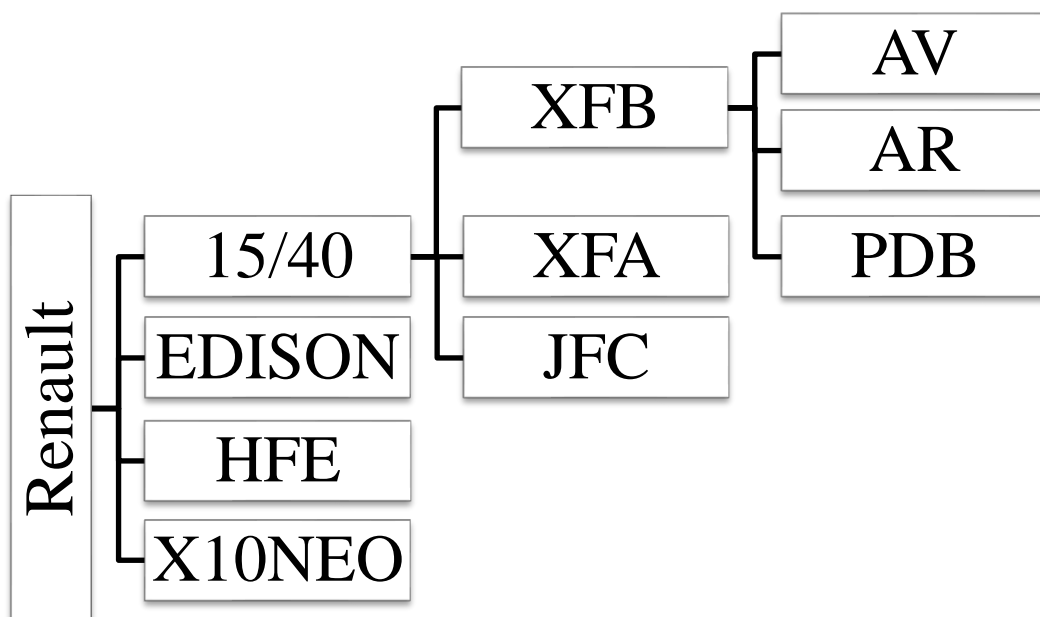 Renault
15/40
EDISON
HFE
X10NEO
XFB
XFA
JFC
AV
AR
PDB